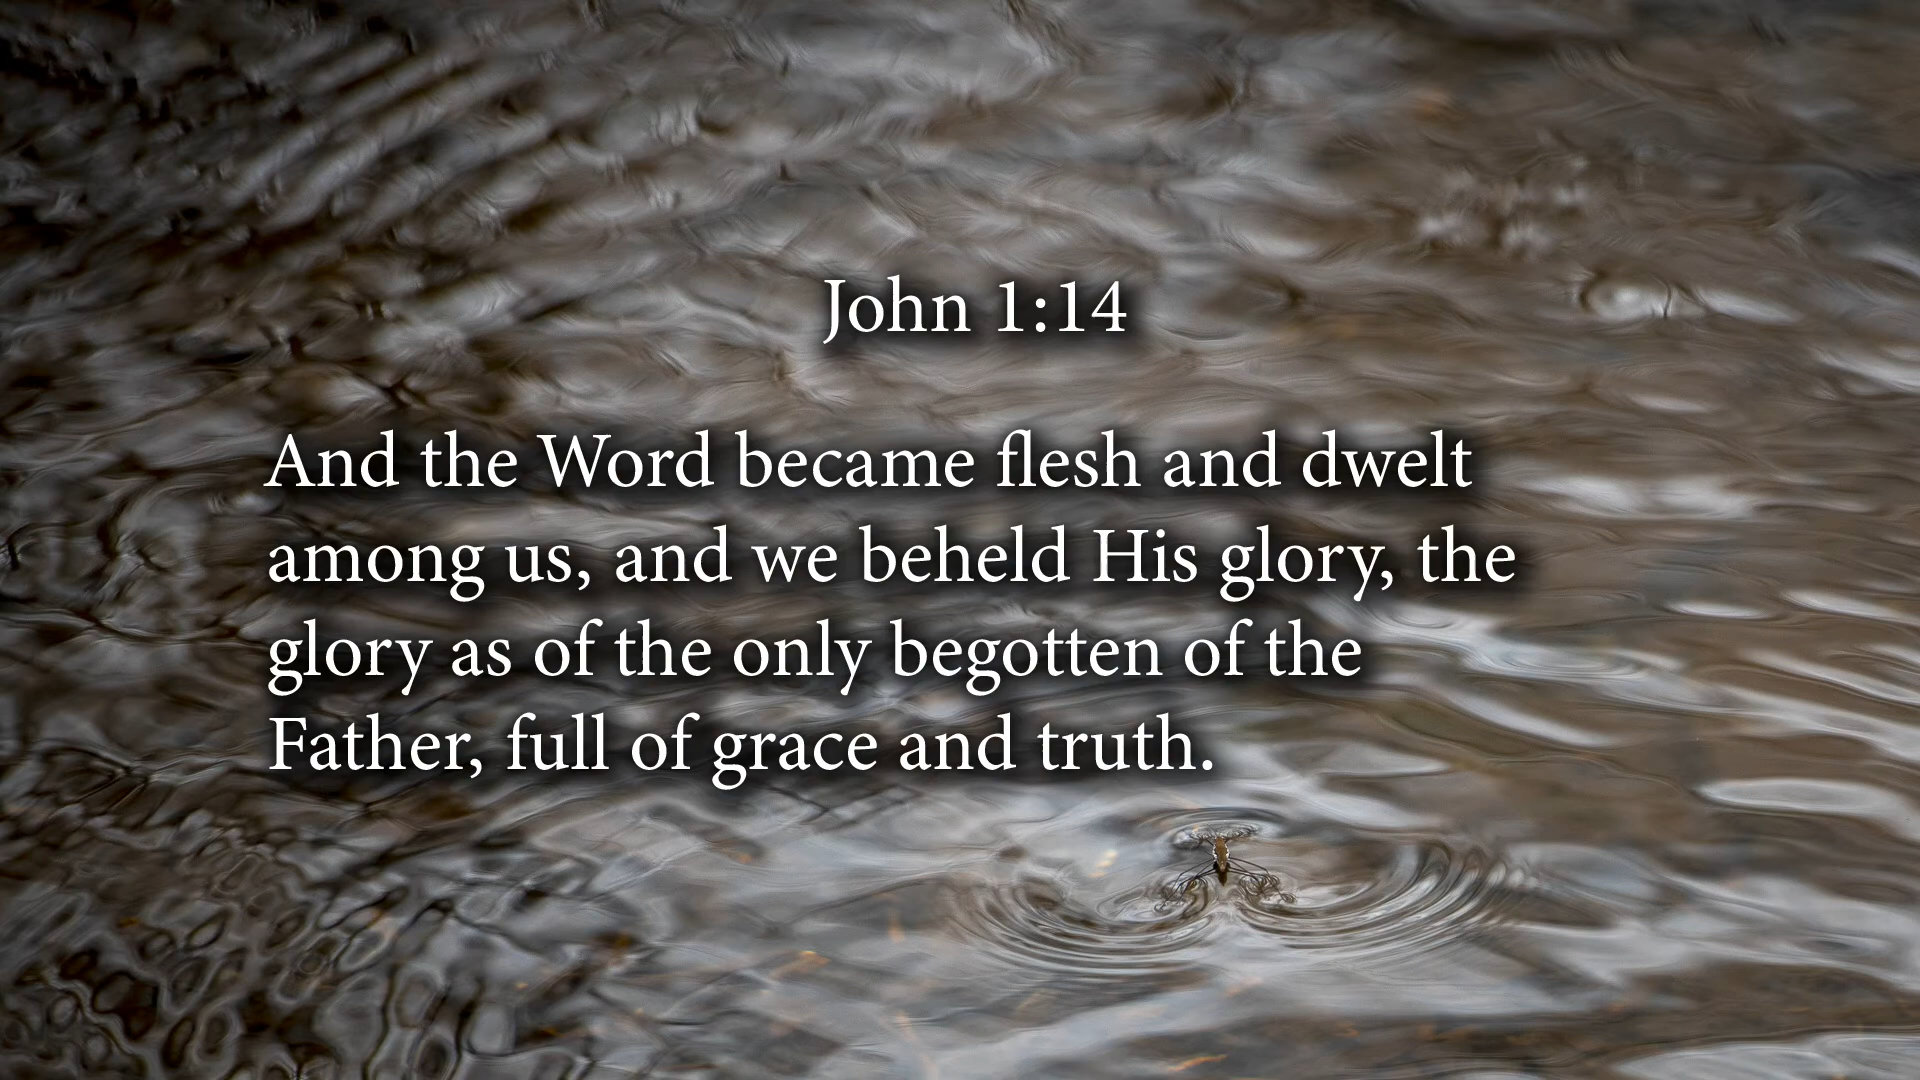 John 1:14
And the Word became flesh and dwelt
among us, and we beheld His glory, the
glory as of the only begotten of the
Father, full of grace and truth.